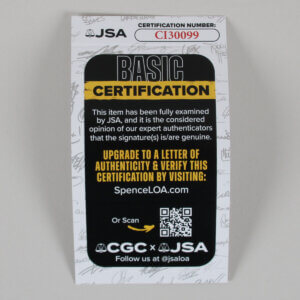 CERTIFICATION NUMBER:
JSA CI30099
BASIC
CERTIFICATION
This item has been fully examined
by JSA, and it is the considered
opinion of our expert authenticators
that the signature(s) is/are genuine.
UPGRADE TO A LETTER OF
AUTHENTICITY & VERIFY THIS
CERTIFICATION BY VISITING:
SpenceLOA.com
Or Scan
CGC x JSA
Follow us at @jsaloa